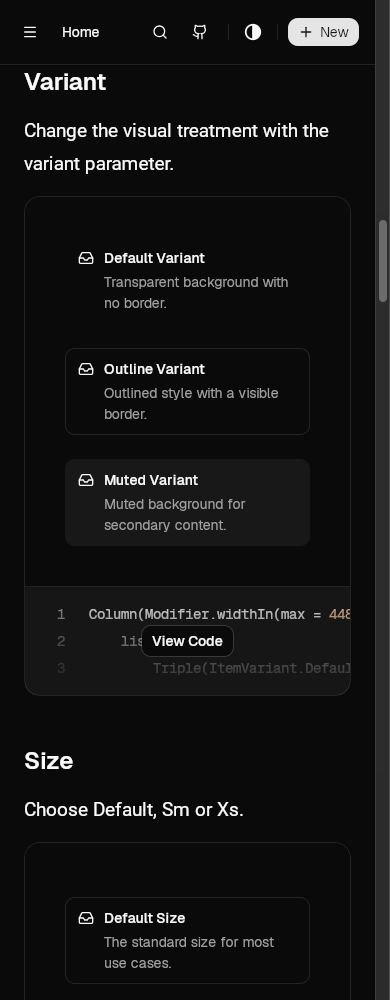 Home
New
Variant
Change the visual treatment with the
variant parameter.
Default Variant
Transparent background with
no border.
Outline Variant
Outlined style with a visible
border.
Muted Variant
Muted background for
secondary content.
1 Column(Modifier.widthIn(max = 448
2 lis
View Code
3 Triple(ItemVariant.Defaul
Size
Choose Default, Sm or Xs.
Default Size
The standard size for most
use cases.